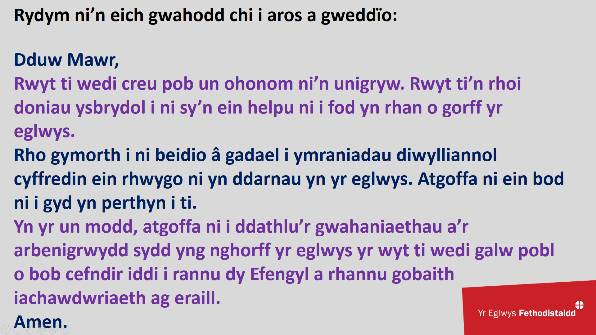 Rydym ni’n eich gwahodd chi i aros a gweddïo:
Dduw Mawr,
Rwyt ti wedi creu pob un ohonom ni’n unigryw. Rwyt ti’n rhoi
doniau ysbrydol i ni sy’n ein helpu ni i fod yn rhan o gorff yr
eglwys.
Rho gymorth i ni beidio â gadael i ymraniadau diwylliannol
cyffredin ein rhwygo ni yn ddarnau yn yr eglwys. Atgoffa ni ein bod
ni i gyd yn perthyn i ti.
Yn yr un modd, atgoffa ni i ddathlu’r gwahaniaethau a’r
arbenigrwydd sydd yng nghorff yr eglwys yr wyt ti wedi galw pobl
o bob cefndir iddi i rannu dy Efengyl a rhannu gobaith
iachawdwriaeth ag eraill.
Amen.
Yr Eglwys Fethodistaidd